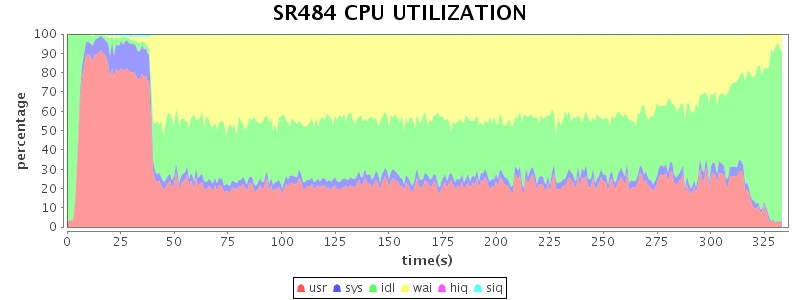 SR484 CPU UTILIZATION
percentage
100
90
80
70
60
50
40
30
20
10
0
0 25 50 75 100 125 150 175 200 225 250 275 300 325
time(s)
usr sys idl wai hiq siq